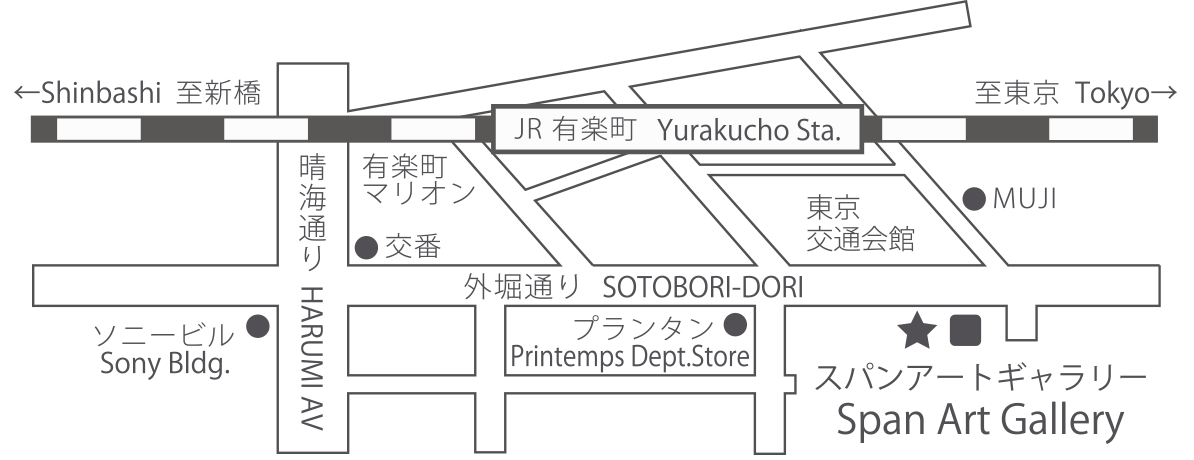 ←Shinbashi 至新橋
至東京 Tokyo→
JR 有楽町 Yurakucho Sta.
晴海通り HARUMI AV
有楽町
マリオン
交番
MUJI
東京
交通会館
外堀通り SOTOBORI-DORI
ソニービル
Sony Bldg.
プランタン
Printemps Dept.Store
スパンアートギャラリー
Span Art Gallery